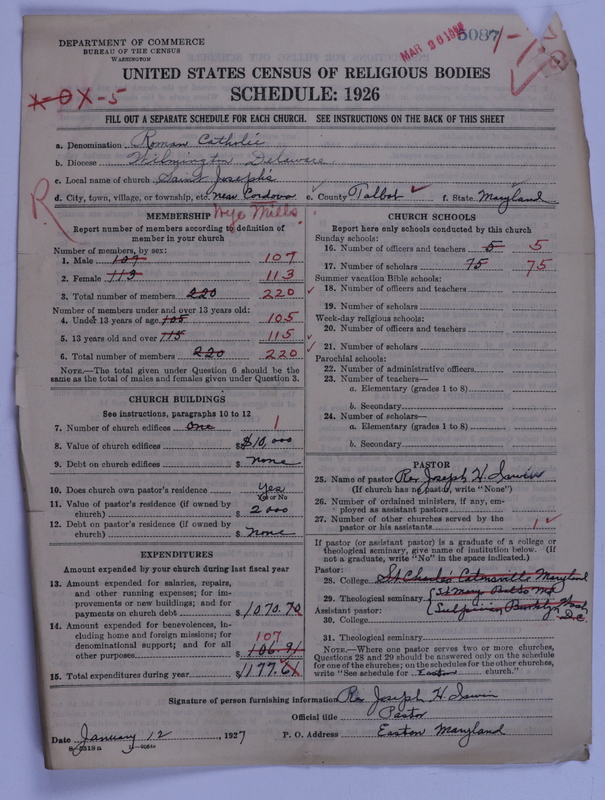 DEPARTMENT OF COMMERCE
BUREAU OF THE CENSUS
WASHINGTON
MAR 26
5087
x-0x-5
UNITED STATES CENSUS OF RELIGIOUS BODIES
SCHEDULE: 1926
FILL OUT A SEPARATE SCHEDULE FOR EACH CHURCH. SEE INSTRUCTIONS ON THE BACK OF THIS SHEET
a. Denomination Roman Catholic
b. Diocese Wilmington Delaware
c. Local name of church Saint Joseph's
d. City, town, village, or township, etc. near Cordova e. County Talbot f. State Maryland
R
Wye Mills
MEMBERSHIP
Report number of members according to definition of
member in your church
Number of members, by sex:
1. Male 107 107
2. Female 113 113
3. Total number of members 220 220
Number of members under and over 13 years old:
4. Under 13 years of age 105 105
5. 13 years old and over 115 115
6. Total number of members 220 220
NOTE.—The total given under Question 6 should be the
same as the total of males and females given under Question 3.
CHURCH BUILDINGS
See instructions, paragraphs 10 to 12
7. Number of church edifices one 1
8. Value of church edifices $ $10,000
9. Debt on church edifices $ none
10. Does church own pastor's residence Yes
Yes or No
11. Value of pastor's residence (if owned by
church) $ 2000
12. Debt on pastor's residence (if owned by
church) $ none
EXPENDITURES
Amount expended by your church during last fiscal year
13. Amount expended for salaries, repairs,
and other running expenses; for im-
provements or new buildings; and for
payments on church debt $ 1070.70
14. Amount expended for benevolences, in-
cluding home and foreign missions; for
denominational support; and for all
other purposes $ 106.91
107
15. Total expenditures during year $ 1177.61
CHURCH SCHOOLS
Report here only schools conducted by this church
Sunday schools:
16. Number of officers and teachers 5 5
17. Number of scholars 75 75
Summer vacation Bible schools:
18. Number of officers and teachers
19. Number of scholars
Week-day religious schools:
20. Number of officers and teachers
21. Number of scholars
Parochial schools:
22. Number of administrative officers
23. Number of teachers—
a. Elementary (grades 1 to 8)
b. Secondary
24. Number of scholars—
a. Elementary (grades 1 to 8)
b. Secondary
PASTOR
25. Name of pastor Rev Joseph H. Irwin
(If church has no pastor, write "None")
26. Number of ordained ministers, if any, em-
ployed as assistant pastors
27. Number of other churches served by the
pastor or his assistants 1
If pastor (or assistant pastor) is a graduate of a college or
theological seminary, give name of institution below. (If
not a graduate, write "No" in the space indicated.)
Pastor:
28. College St Charles Catonsville Maryland
29. Theological seminary St Mary Balto Md
Assistant pastor: Sulpician Wash
30. College D.C.
31. Theological seminary
NOTE.—Where one pastor serves two or more churches,
Questions 28 and 29 should be answered only on the schedule
for one of the churches; on the schedules for the other churches,
write "See schedule for Easton church."
Signature of person furnishing information Rev Joseph H. Irwin
Official title Pastor
Date January 12, 1927 P. O. Address Easton Maryland